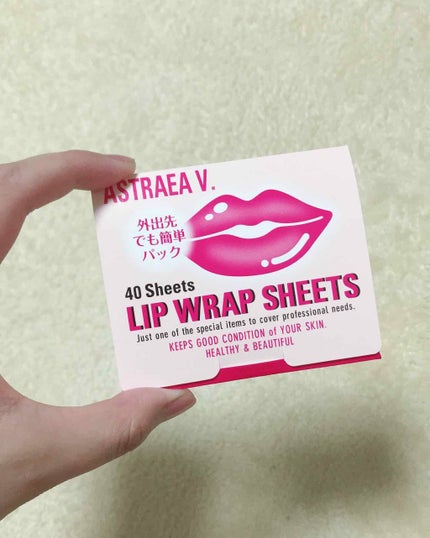 ASTRAEA V.
外出先
でも簡単
パック
40 Sheets
LIP WRAP SHEETS
Just one of the special items to cover professional needs.
KEEPS GOOD CONDITION of YOUR SKIN.
HEALTHY & BEAUTIFUL